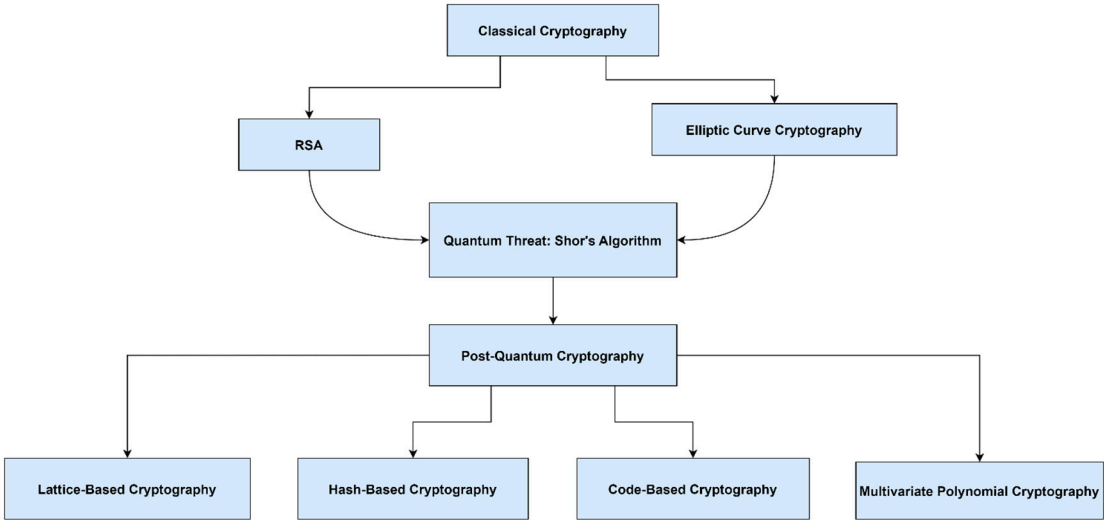 Classical Cryptography
RSA
Elliptic Curve Cryptography
Quantum Threat: Shor's Algorithm
Post-Quantum Cryptography
Lattice-Based Cryptography
Hash-Based Cryptography
Code-Based Cryptography
Multivariate Polynomial Cryptography